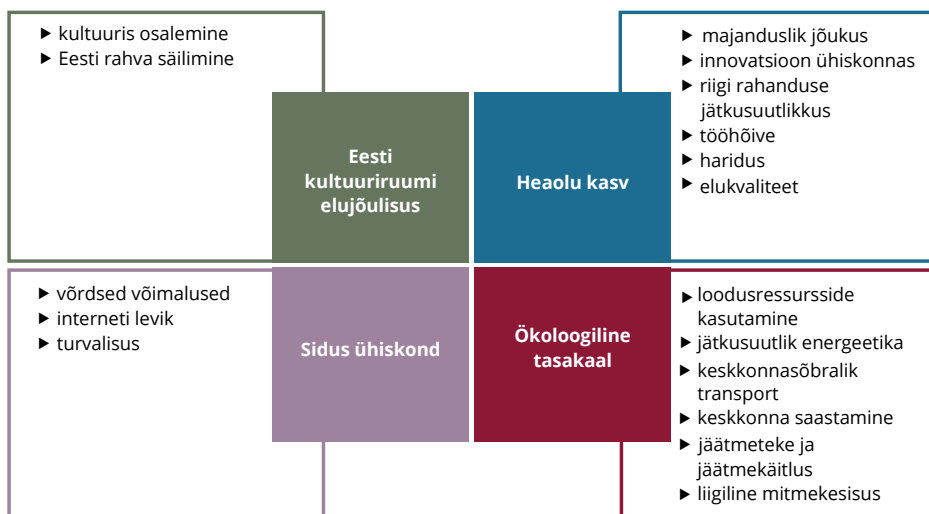 ▶ kultuuris osalemine
▶ Eesti rahva säilimine
Eesti
kultuuriruumi
elujõulisus
▶ majanduslik jõukus
▶ innovatsioon ühiskonnas
▶ riigi rahanduse
jätkusuutlikkus
▶ tööhõive
▶ haridus
▶ elukvaliteet
Heaolu kasv
▶ võrdsed võimalused
▶ interneti levik
▶ turvalisus
Sidus ühiskond
Ökoloogiline
tasakaal
▶ loodusressursside
kasutamine
▶ jätkusuutlik energeetika
▶ keskkonnasõbralik
transport
▶ keskkonna saastamine
▶ jäätmeteke ja
jäätmekäitlus
▶ liigiline mitmekesisus